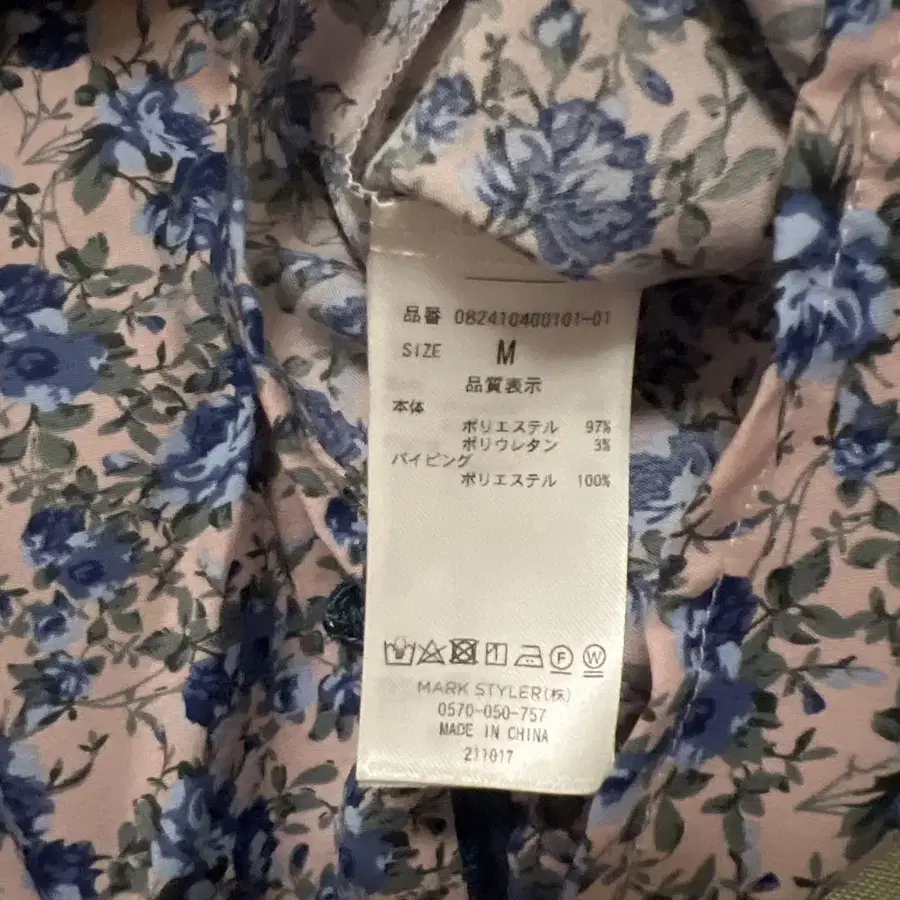 品番 082410400101-01
SIZE M
品質表示
本体
ポリエステル 97%
ポリウレタン 3%
パイピング
ポリエステル 100%
F W
MARK STYLER(株)
0570-050-757
MADE IN CHINA
211017